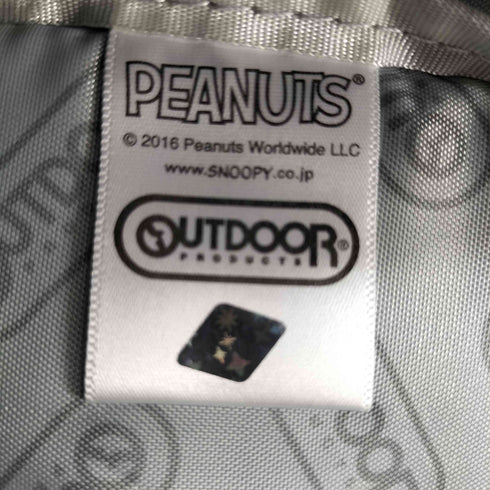 PEANUTS®
© 2016 Peanuts Worldwide LLC
www.SNOOPY.co.jp
OUTDOOR®
PRODUCTS